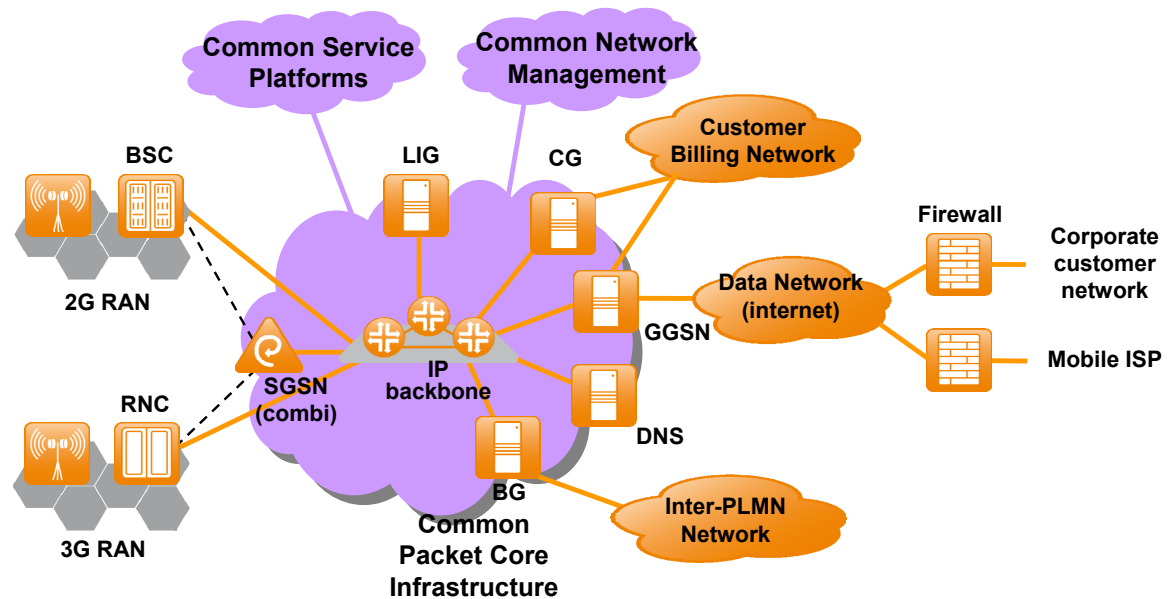 Common Service
Platforms
Common Network
Management
Customer
Billing Network
BSC
LIG
CG
Firewall
Corporate
customer
network
2G RAN
Data Network
(internet)
GGSN
IP
backbone
SGSN
(combi)
Mobile ISP
RNC
DNS
BG
Inter-PLMN
Network
Common
Packet Core
Infrastructure
3G RAN